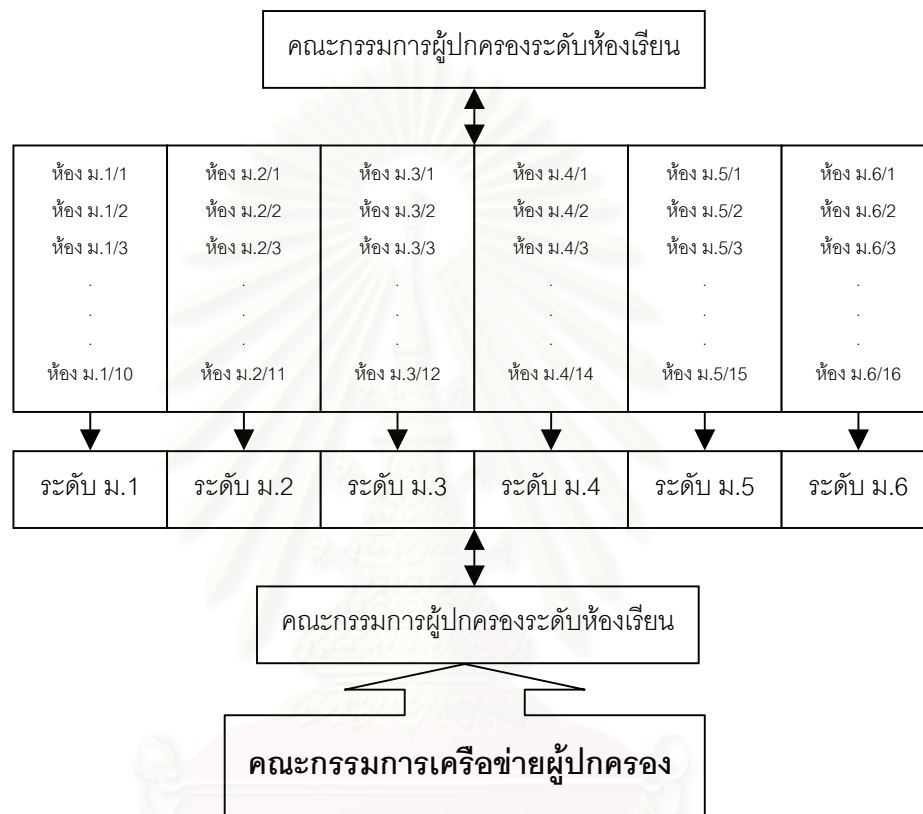 คณะกรรมการผู้ปกครองระดับห้องเรียน
ห้อง ม.1/1 ห้อง ม.2/1 ห้อง ม.3/1 ห้อง ม.4/1 ห้อง ม.5/1 ห้อง ม.6/1
ห้อง ม.1/2 ห้อง ม.2/2 ห้อง ม.3/2 ห้อง ม.4/2 ห้อง ม.5/2 ห้อง ม.6/2
ห้อง ม.1/3 ห้อง ม.2/3 ห้อง ม.3/3 ห้อง ม.4/3 ห้อง ม.5/3 ห้อง ม.6/3
. . . . . .
. . . . . .
. . . . . .
ห้อง ม.1/10 ห้อง ม.2/11 ห้อง ม.3/12 ห้อง ม.4/14 ห้อง ม.5/15 ห้อง ม.6/16
ระดับ ม.1 ระดับ ม.2 ระดับ ม.3 ระดับ ม.4 ระดับ ม.5 ระดับ ม.6
คณะกรรมการผู้ปกครองระดับห้องเรียน
คณะกรรมการเครือข่ายผู้ปกครอง